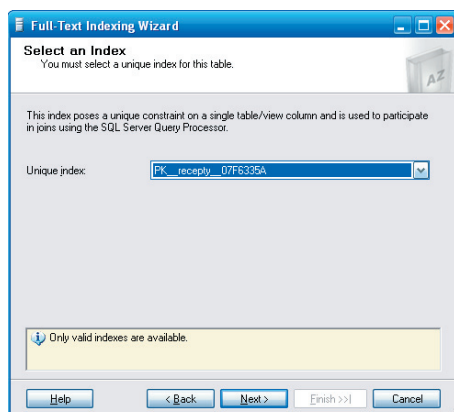 Full-Text Indexing Wizard
Select an Index
You must select a unique index for this table.
AZ
This index poses a unique constraint on a single table/view column and is used to participate
in joins using the SQL Server Query Processor.
Unique index: PK__recepty__07F6335A
Only valid indexes are available.
Help < Back Next > Finish >>| Cancel